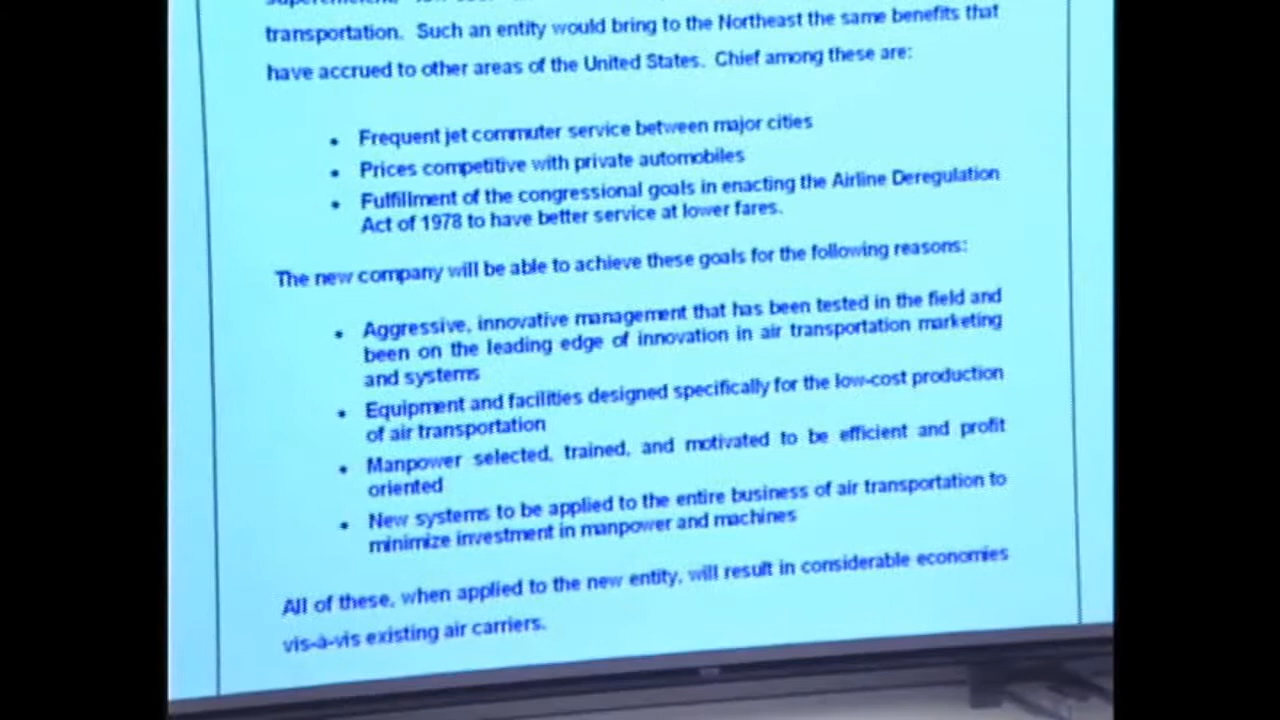 transportation. Such an entity would bring to the Northeast the same benefits that
have accrued to other areas of the United States. Chief among these are:
• Frequent jet commuter service between major cities
• Prices competitive with private automobiles
• Fulfillment of the congressional goals in enacting the Airline Deregulation
Act of 1978 to have better service at lower fares.
The new company will be able to achieve these goals for the following reasons:
• Aggressive, innovative management that has been tested in the field and
been on the leading edge of innovation in air transportation marketing
and systems
• Equipment and facilities designed specifically for the low-cost production
of air transportation
• Manpower selected, trained, and motivated to be efficient and profit
oriented
• New systems to be applied to the entire business of air transportation to
minimize investment in manpower and machines
All of these, when applied to the new entity, will result in considerable economies
vis-à-vis existing air carriers.